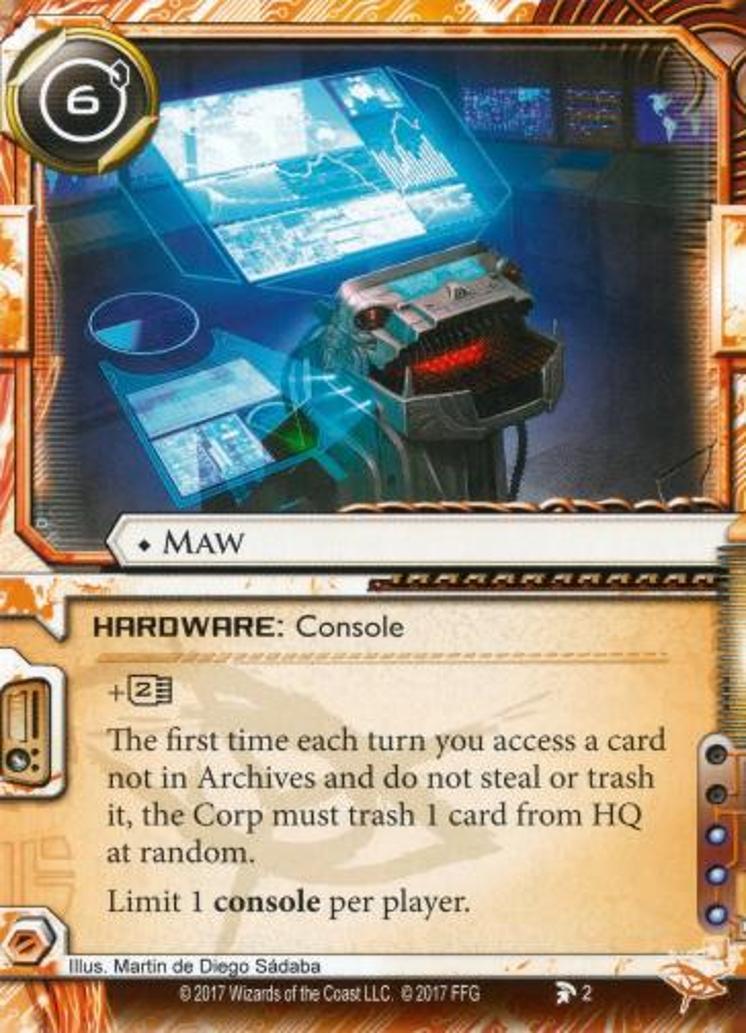 6
♦ MAW
HARDWARE: Console
+2
The first time each turn you access a card
not in Archives and do not steal or trash
it, the Corp must trash 1 card from HQ
at random.
Limit 1 console per player.
Illus. Martin de Diego Sádaba
© 2017 Wizards of the Coast LLC. © 2017 FFG 2